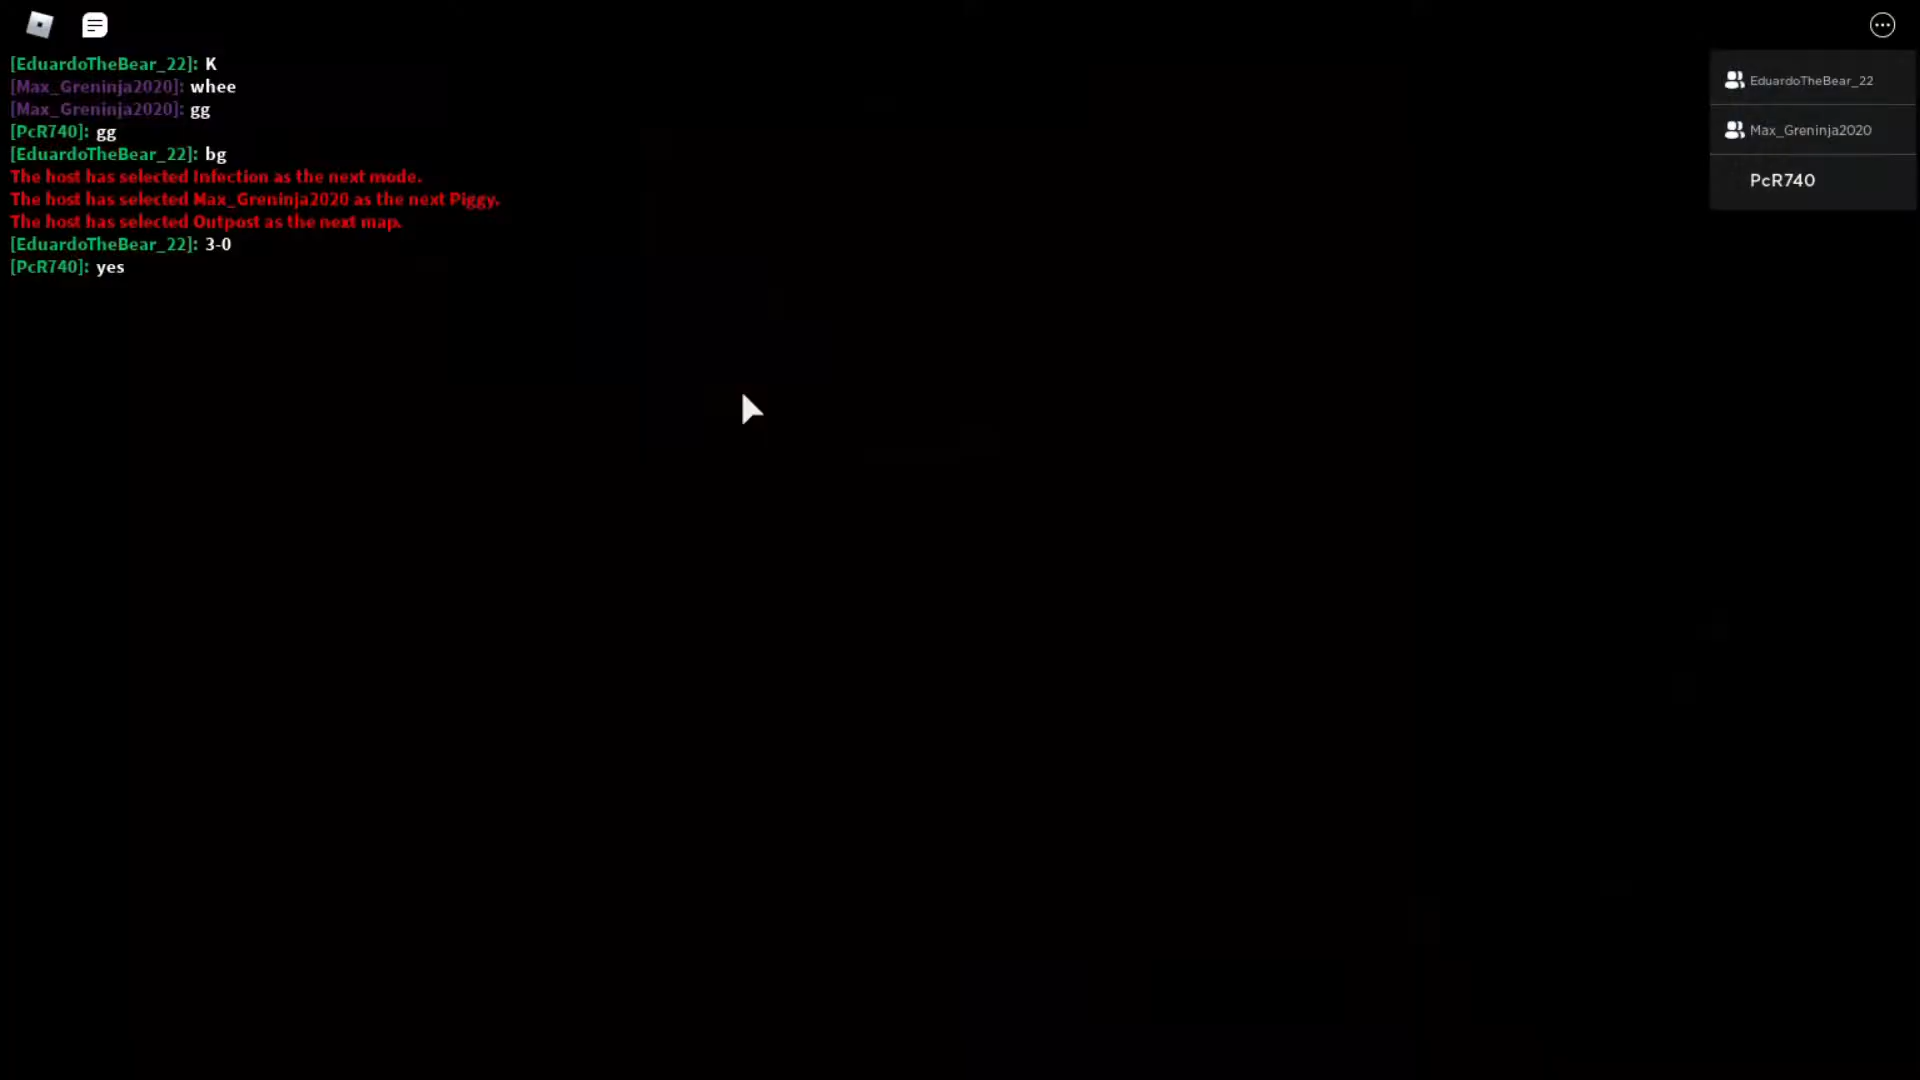 [EduardoTheBear_22]: K
[Max_Greninja2020]: whee
[Max_Greninja2020]: gg
[PcR740]: gg
[EduardoTheBear_22]: bg
The host has selected Infection as the next mode.
The host has selected Max_Greninja2020 as the next Piggy.
The host has selected Outpost as the next map.
[EduardoTheBear_22]: 3-0
[PcR740]: yes
EduardoTheBear_22
Max_Greninja2020
PcR740